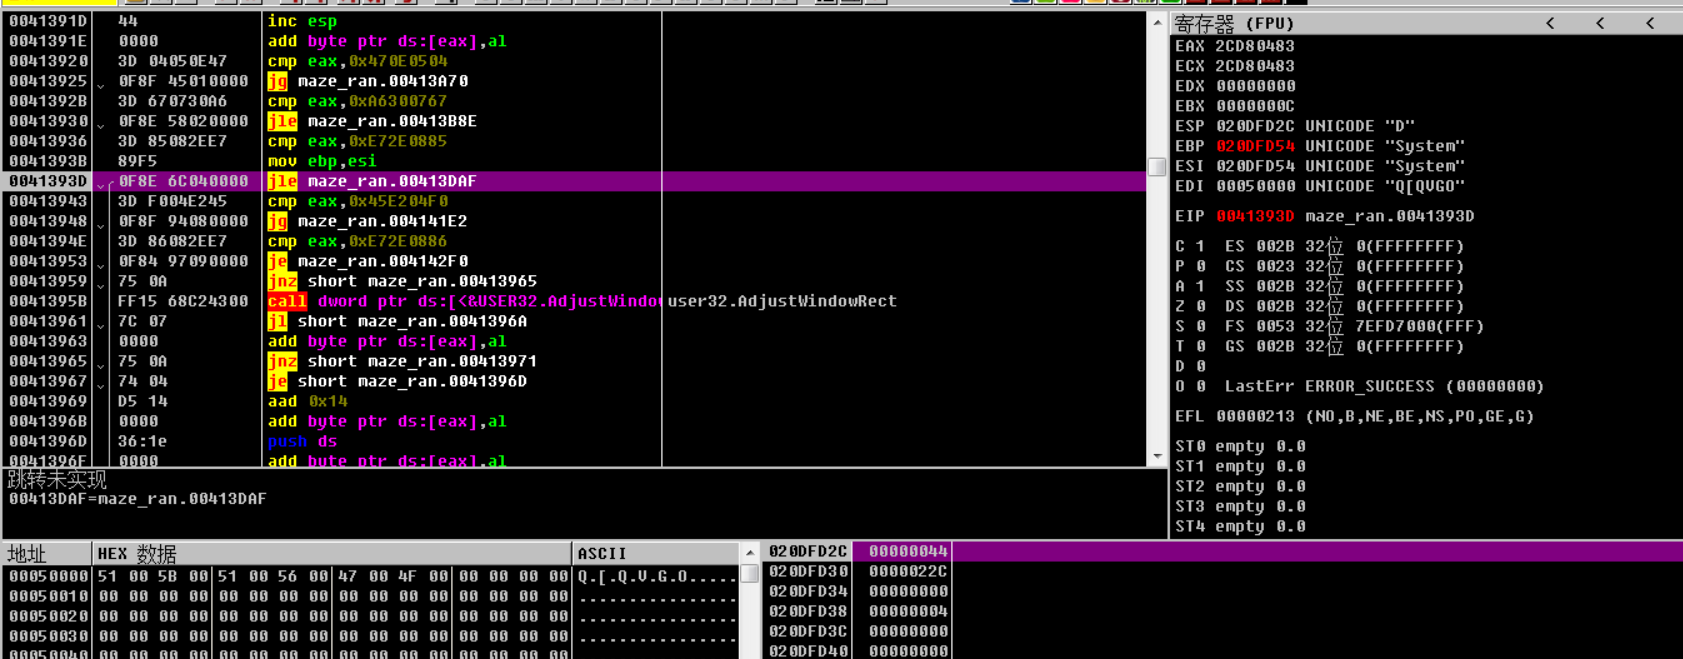 0041391D 44 inc esp
0041391E 0000 add byte ptr ds:[eax],al
00413920 3D 04050E47 cmp eax,0x470E0504
00413925 0F8F 45010000 jg maze_ran.00413A70
0041392B 3D 670730A6 cmp eax,0xA6300767
00413930 0F8E 58020000 jle maze_ran.00413B8E
00413936 3D 85082EE7 cmp eax,0xE72E0885
0041393B 89F5 mov ebp,esi
0041393D 0F8E 6C040000 jle maze_ran.00413DAF
00413943 3D F004E245 cmp eax,0x45E204F0
00413948 0F8F 94080000 jg maze_ran.004141E2
0041394E 3D 86082EE7 cmp eax,0xE72E0886
00413953 0F84 97090000 je maze_ran.004142F0
00413959 75 0A jnz short maze_ran.00413965
0041395B FF15 68C24300 call dword ptr ds:[<&USER32.AdjustWindow user32.AdjustWindowRect
00413961 7C 07 jl short maze_ran.0041396A
00413963 0000 add byte ptr ds:[eax],al
00413965 75 0A jnz short maze_ran.00413971
00413967 74 04 je short maze_ran.0041396D
00413969 D5 14 aad 0x14
0041396B 0000 add byte ptr ds:[eax],al
0041396D 36:1e push ds
0041396F 0000 add byte ptr ds:[eax],al
跳转未实现
00413DAF=maze_ran.00413DAF
寄存器 (FPU) < < <
EAX 2CD80483
ECX 2CD80483
EDX 00000000
EBX 0000000C
ESP 020DFD2C UNICODE "D"
EBP 020DFD54 UNICODE "System"
ESI 020DFD54 UNICODE "System"
EDI 00050000 UNICODE "Q[QVGO"
EIP 0041393D maze_ran.0041393D
C 1 ES 002B 32位 0(FFFFFFFF)
P 0 CS 0023 32位 0(FFFFFFFF)
A 1 SS 002B 32位 0(FFFFFFFF)
Z 0 DS 002B 32位 0(FFFFFFFF)
S 0 FS 0053 32位 7EFD7000(FFF)
T 0 GS 002B 32位 0(FFFFFFFF)
D 0
O 0 LastErr ERROR_SUCCESS (00000000)
EFL 00000213 (NO,B,NE,BE,NS,PO,GE,G)
ST0 empty 0.0
ST1 empty 0.0
ST2 empty 0.0
ST3 empty 0.0
ST4 empty 0.0
地址 HEX 数据 ASCII
00050000 51 00 5B 00 51 00 56 00 47 00 4F 00 00 00 00 00 Q.[.Q.V.G.O.....
00050010 00 00 00 00 00 00 00 00 00 00 00 00 00 00 00 00 ................
00050020 00 00 00 00 00 00 00 00 00 00 00 00 00 00 00 00 ................
00050030 00 00 00 00 00 00 00 00 00 00 00 00 00 00 00 00 ................
00050040 00 00 00 00 00 00 00 00 00 00 00 00 00 00 00 00
020DFD2C 00000044
020DFD30 0000022C
020DFD34 00000000
020DFD38 00000004
020DFD3C 00000000
020DFD40 00000000